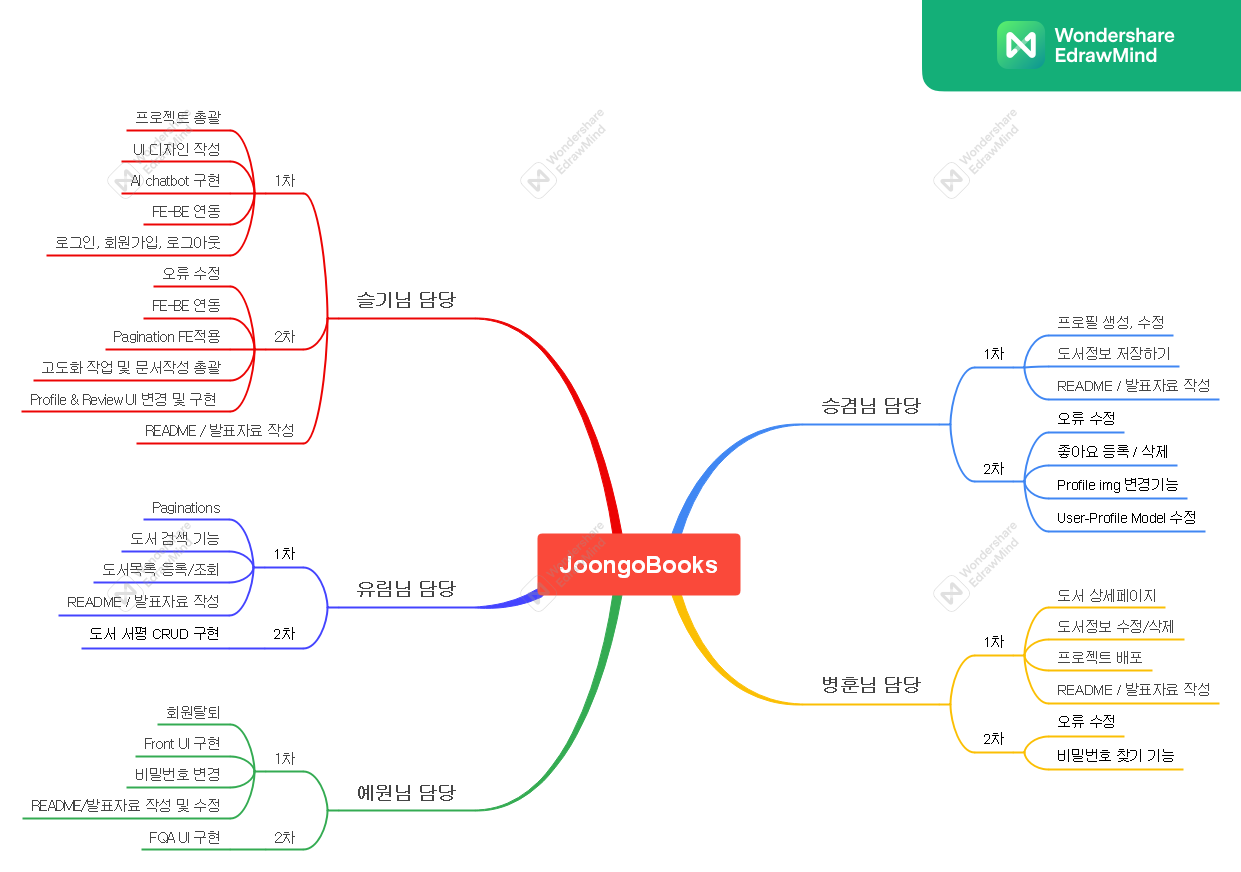 Wondershare
EdrawMind
JoongoBooks
슬기님 담당
1차
프로젝트 총괄
UI 디자인 작성
AI chatbot 구현
FE-BE 연동
로그인, 회원가입, 로그아웃
2차
오류 수정
FE-BE 연동
Pagination FE적용
고도화 작업 및 문서작성 총괄
Profile & Review UI 변경 및 구현
README / 발표자료 작성
유림님 담당
1차
Paginations
도서 검색 기능
도서목록 등록/조회
README / 발표자료 작성
2차
도서 서평 CRUD 구현
예원님 담당
1차
회원탈퇴
Front UI 구현
비밀번호 변경
README/발표자료 작성 및 수정
2차
FQA UI 구현
승겸님 담당
1차
프로필 생성, 수정
도서정보 저장하기
README / 발표자료 작성
2차
오류 수정
좋아요 등록 / 삭제
Profile img 변경기능
User-Profile Model 수정
병훈님 담당
1차
도서 상세페이지
도서정보 수정/삭제
프로젝트 배포
README / 발표자료 작성
2차
오류 수정
비밀번호 찾기 기능
Wondershare
EdrawMind
Wondershare
EdrawMind
Wondershare
EdrawMind
Wondershare
EdrawMind
Wondershare
EdrawMind
Wondershare
EdrawMind